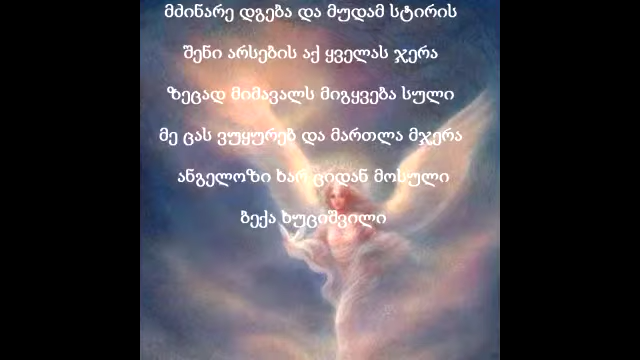 მძინარე დგება და მუდამ სტირის
შენი არსების აქ ყველას ჯერა
ზეცად მიმავალს მიგყვება სული
მე ცას ვუყურებ და მართლა მჯერა
ანგელოზი ხარ ციდან მოსული
ბექა ხუციშვილი